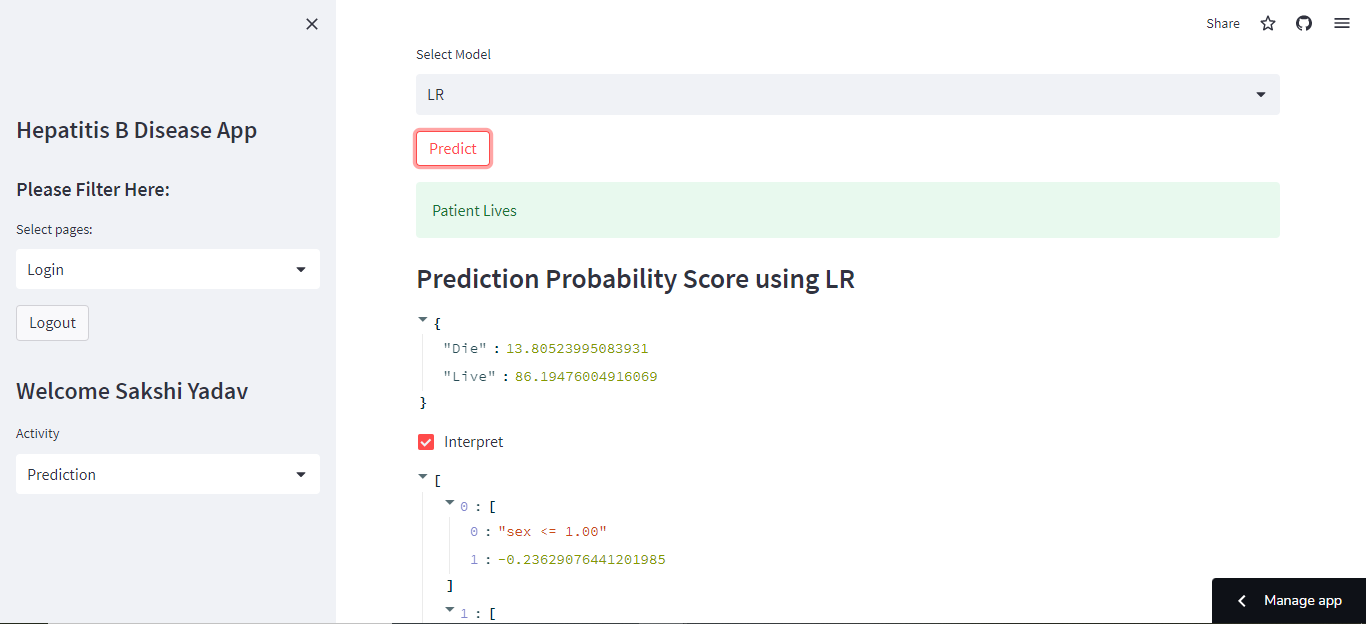 Share
Select Model
LR
Hepatitis B Disease App
Predict
Please Filter Here:
Patient Lives
Select pages:
Login
Prediction Probability Score using LR
Logout
{
"Die" : 13.80523995083931
"Live" : 86.19476004916069
}
Welcome Sakshi Yadav
Activity
Interpret
Prediction
[
0 : [
0 : "sex <= 1.00"
1 : -0.23629076441201985
]
1 : [
Manage app